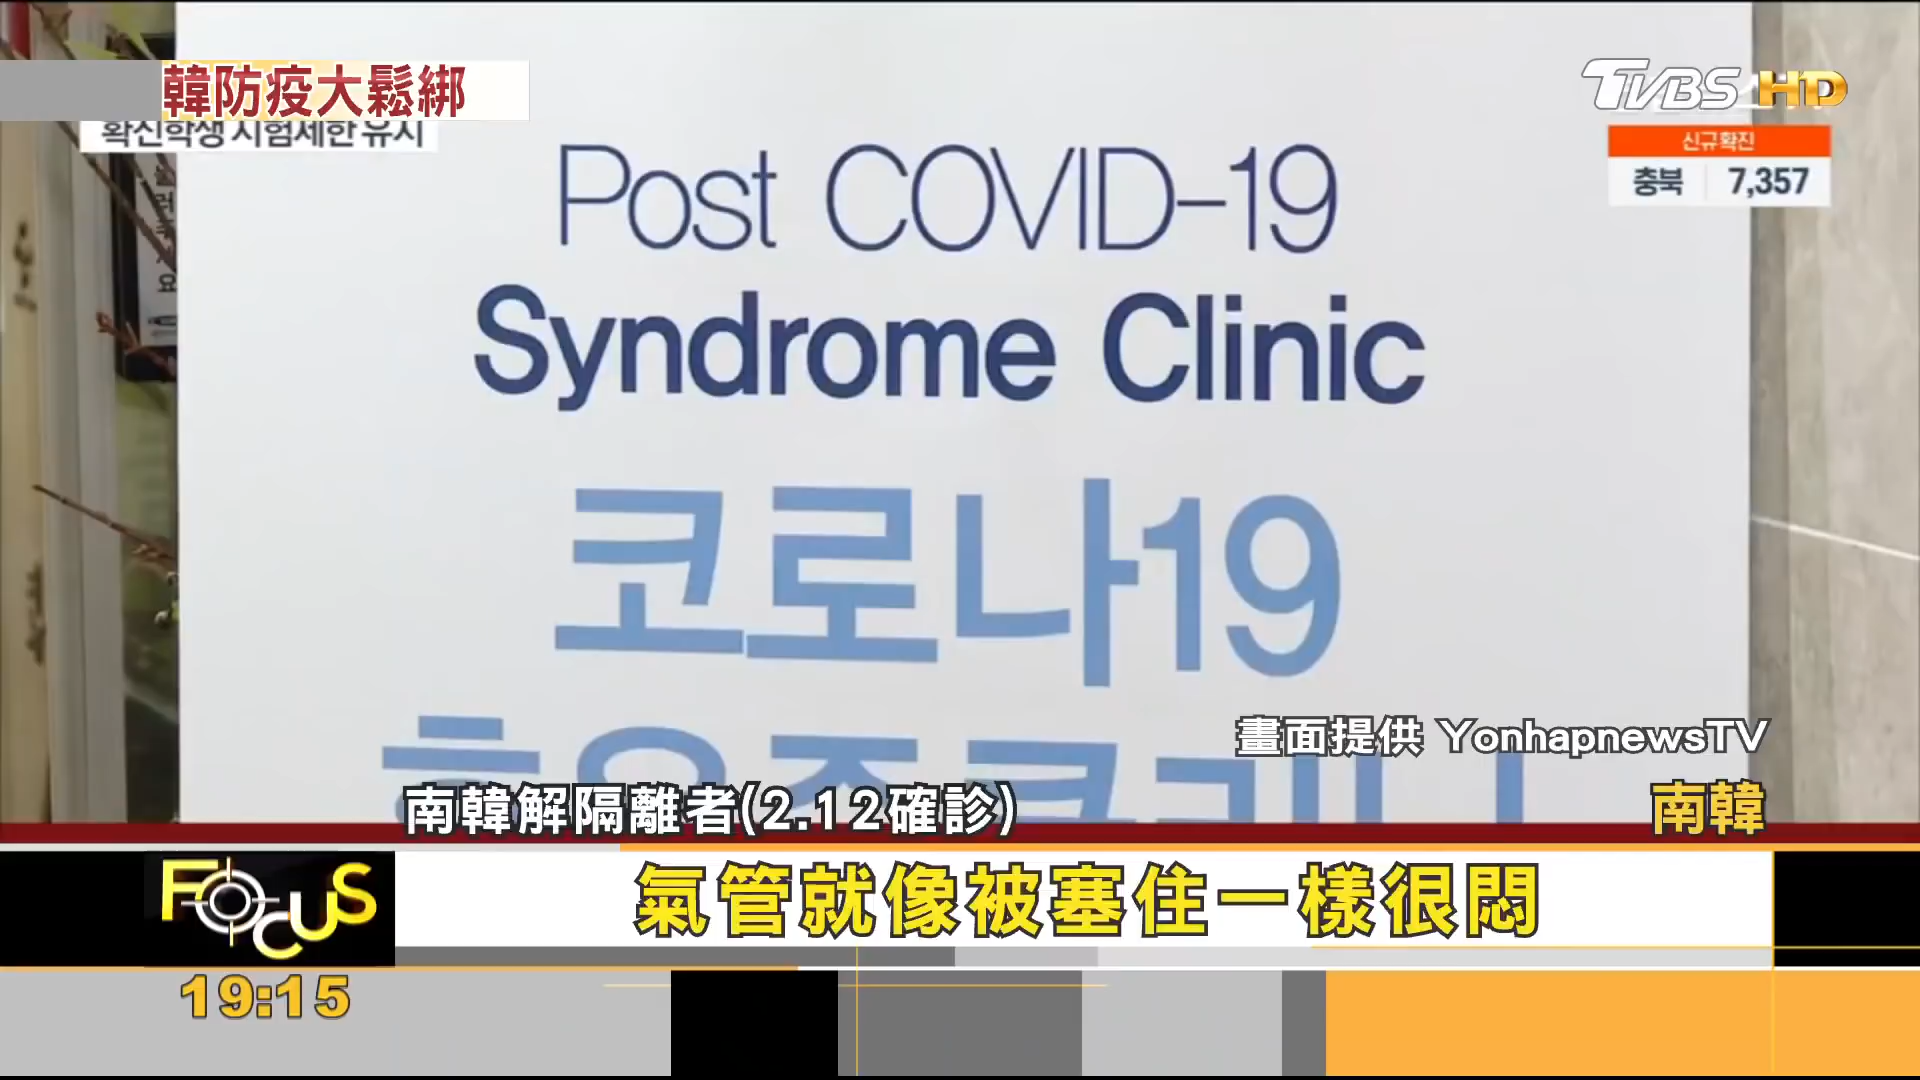 韓防疫大鬆綁
TVBS HD
확진학생 시험제한 유지
신규확진
충북 7,357
Post COVID-19
Syndrome Clinic
코로나19
畫面提供 YonhapnewsTV
南韓解隔離者(2.12確診)
南韓
FOCUS
氣管就像被塞住一樣很悶
19:15